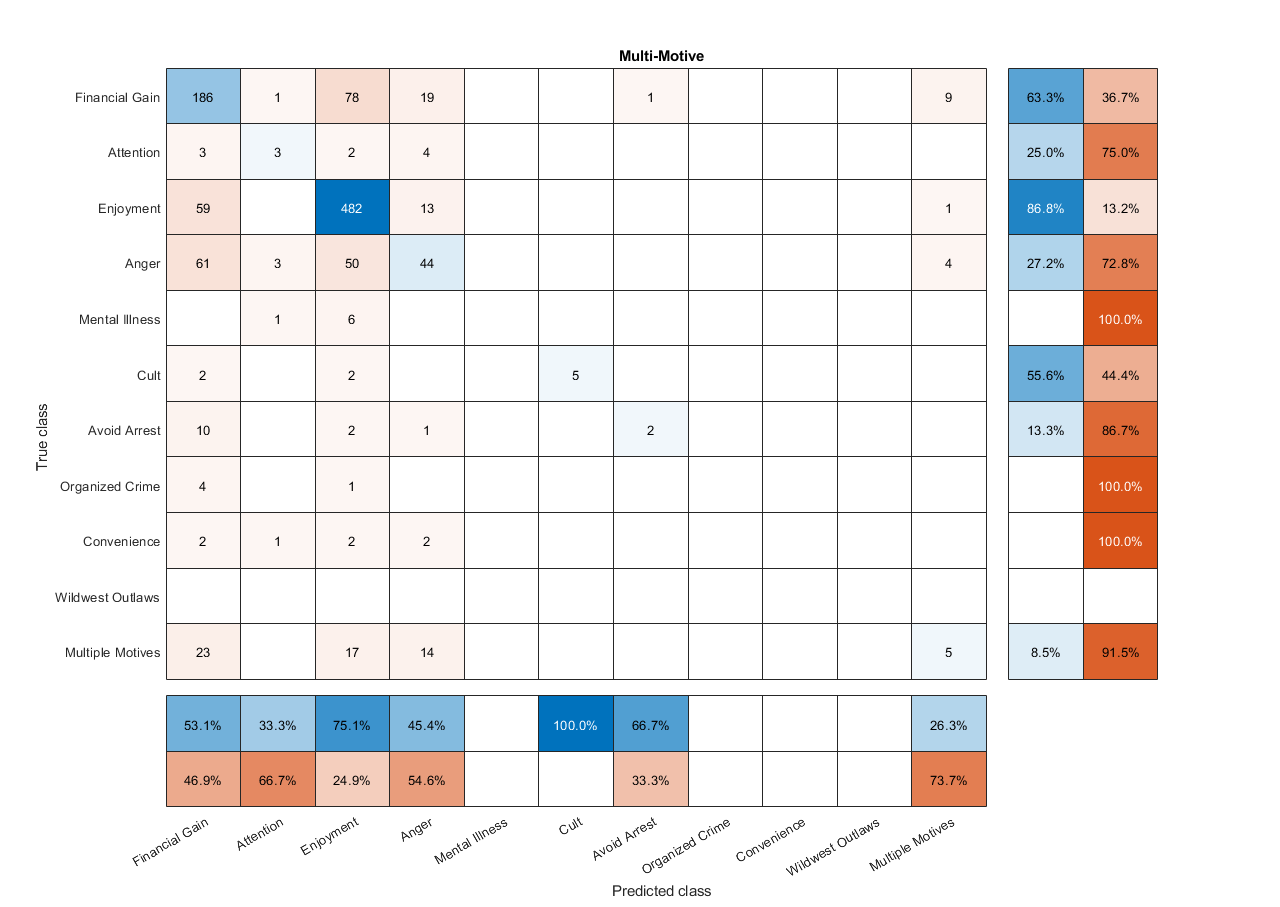 Multi-Motive
Financial Gain 186 1 78 19 1 9 63.3% 36.7%
Attention 3 3 2 4 25.0% 75.0%
Enjoyment 59 482 13 1 86.8% 13.2%
Anger 61 3 50 44 4 27.2% 72.8%
Mental Illness 1 6 100.0%
Cult 2 2 5 55.6% 44.4%
Avoid Arrest 10 2 1 2 13.3% 86.7%
Organized Crime 4 1 100.0%
Convenience 2 1 2 2 100.0%
Wildwest Outlaws
Multiple Motives 23 17 14 5 8.5% 91.5%
True class
53.1% 33.3% 75.1% 45.4% 100.0% 66.7% 26.3%
46.9% 66.7% 24.9% 54.6% 33.3% 73.7%
Financial Gain Attention Enjoyment Anger Mental Illness Cult Avoid Arrest Organized Crime Convenience Wildwest Outlaws Multiple Motives
Predicted class